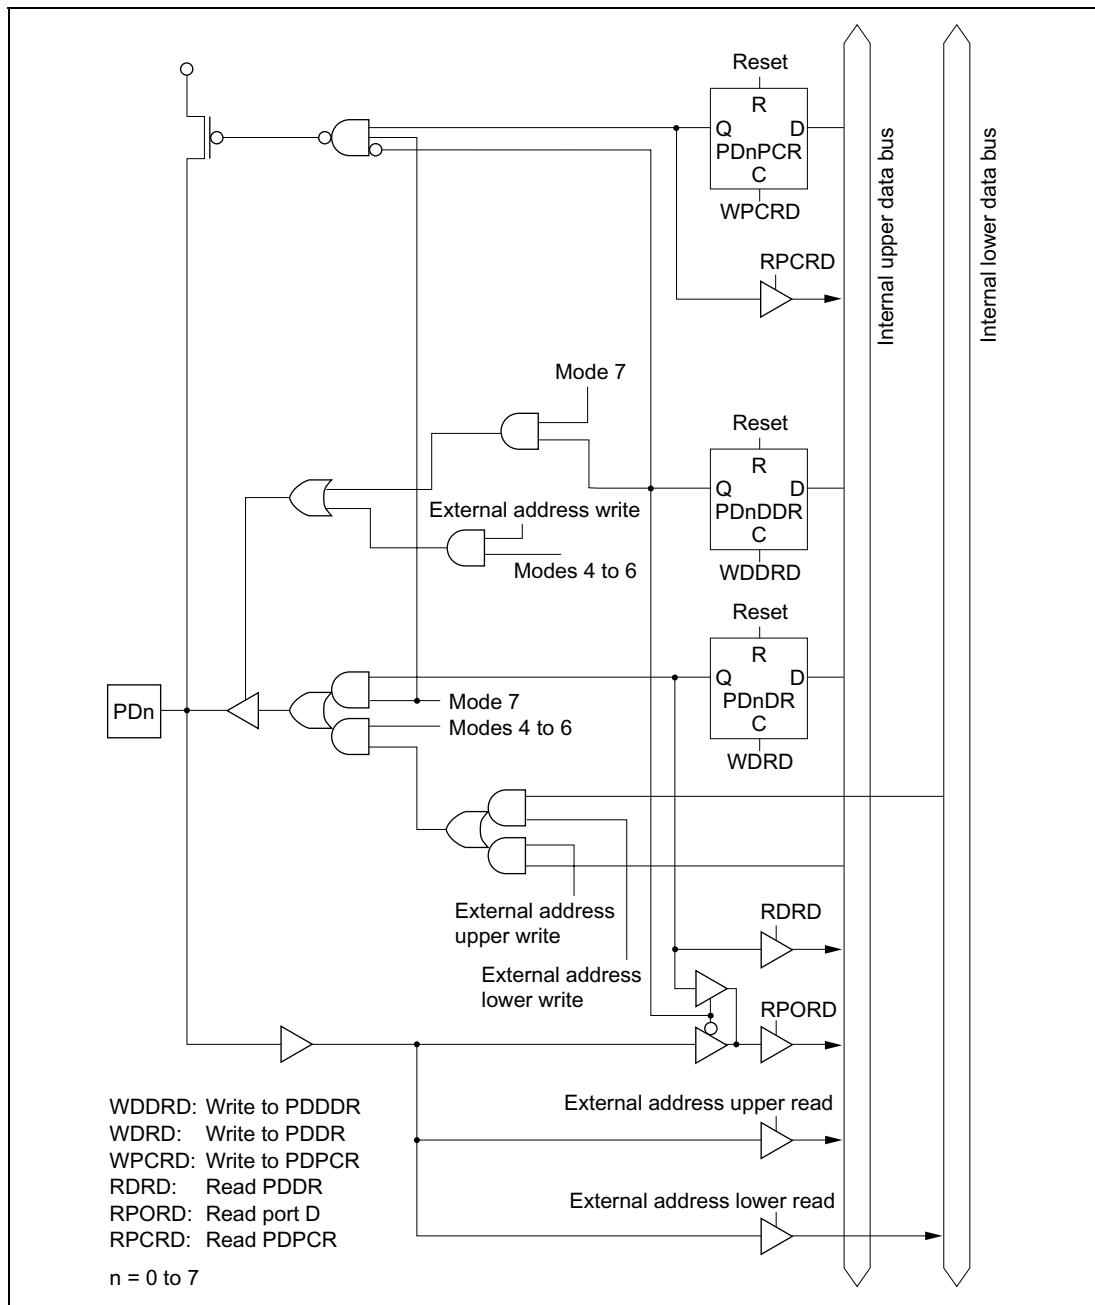 Reset
R
Q D
PDnPCR
C
WPCRD
RPCRD
Internal upper data bus
Internal lower data bus
Mode 7
Reset
R
Q D
PDnDDR
C
WDDRD
External address write
Modes 4 to 6
Reset
R
Q D
PDnDR
C
WDRD
PDn
Mode 7
Modes 4 to 6
External address
upper write
External address
lower write
RDRD
RPORD
External address upper read
External address lower read
WDDRD: Write to PDDDR
WDRD: Write to PDDR
WPCRD: Write to PDPCR
RDRD: Read PDDR
RPORD: Read port D
RPCRD: Read PDPCR
n = 0 to 7